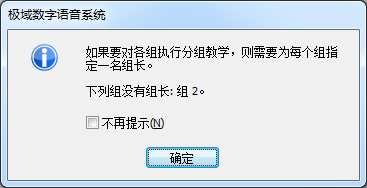 极域数字语音系统
如果要对各组执行分组教学，则需要为每个组指
定一名组长。
下列组没有组长: 组 2。
不再提示(N)
确定